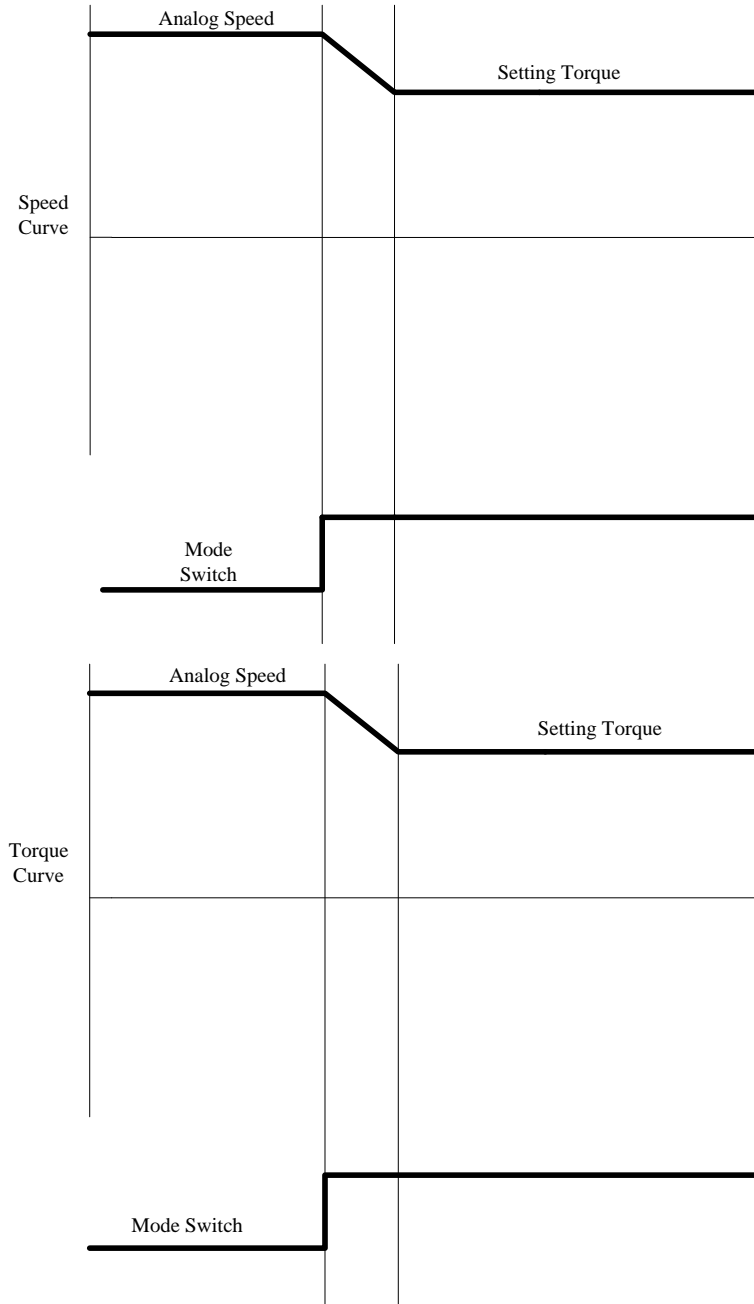 Analog Speed
Setting Torque
Speed
Curve
Mode
Switch
Analog Speed
Setting Torque
Torque
Curve
Mode Switch